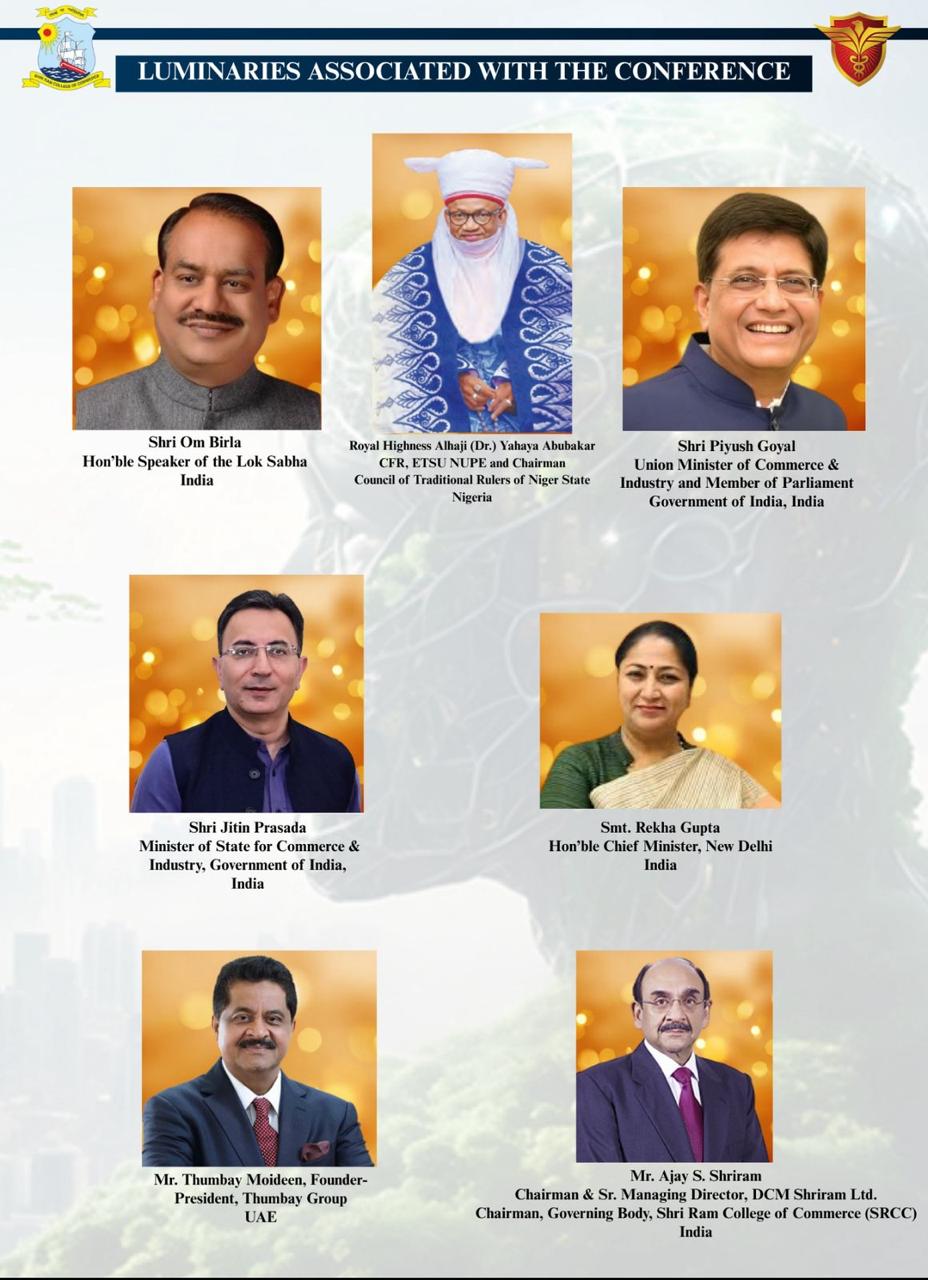 LUMINARIES ASSOCIATED WITH THE CONFERENCE
Shri Om Birla
Hon'ble Speaker of the Lok Sabha
India
Royal Highness Alhaji (Dr.) Yahaya Abubakar
CFR, ETSU NUPE and Chairman
Council of Traditional Rulers of Niger State
Nigeria
Shri Piyush Goyal
Union Minister of Commerce &
Industry and Member of Parliament
Government of India, India
Shri Jitin Prasada
Minister of State for Commerce &
Industry, Government of India,
India
Smt. Rekha Gupta
Hon'ble Chief Minister, New Delhi
India
Mr. Thumbay Moideen, Founder-
President, Thumbay Group
UAE
Mr. Ajay S. Shriram
Chairman & Sr. Managing Director, DCM Shriram Ltd.
Chairman, Governing Body, Shri Ram College of Commerce (SRCC)
India